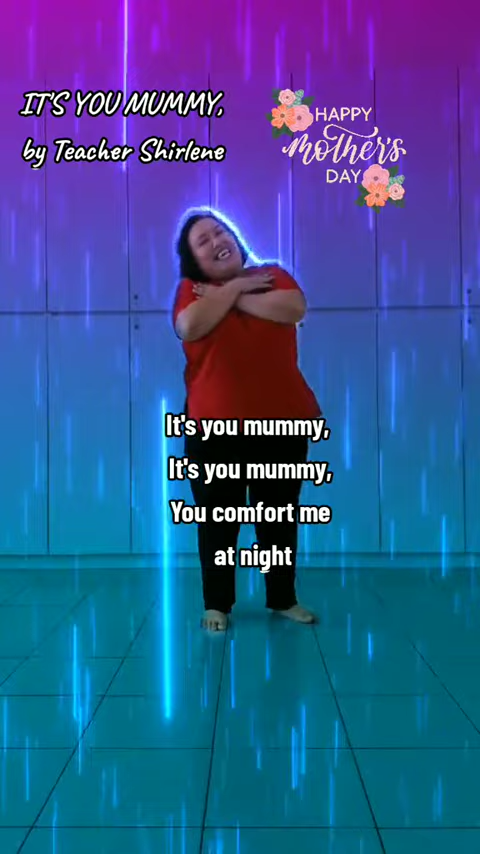 IT'S YOU MUMMY,
by Teacher Shirlene
HAPPY
mother's
DAY
It's you mummy,
It's you mummy,
You comfort me
at night